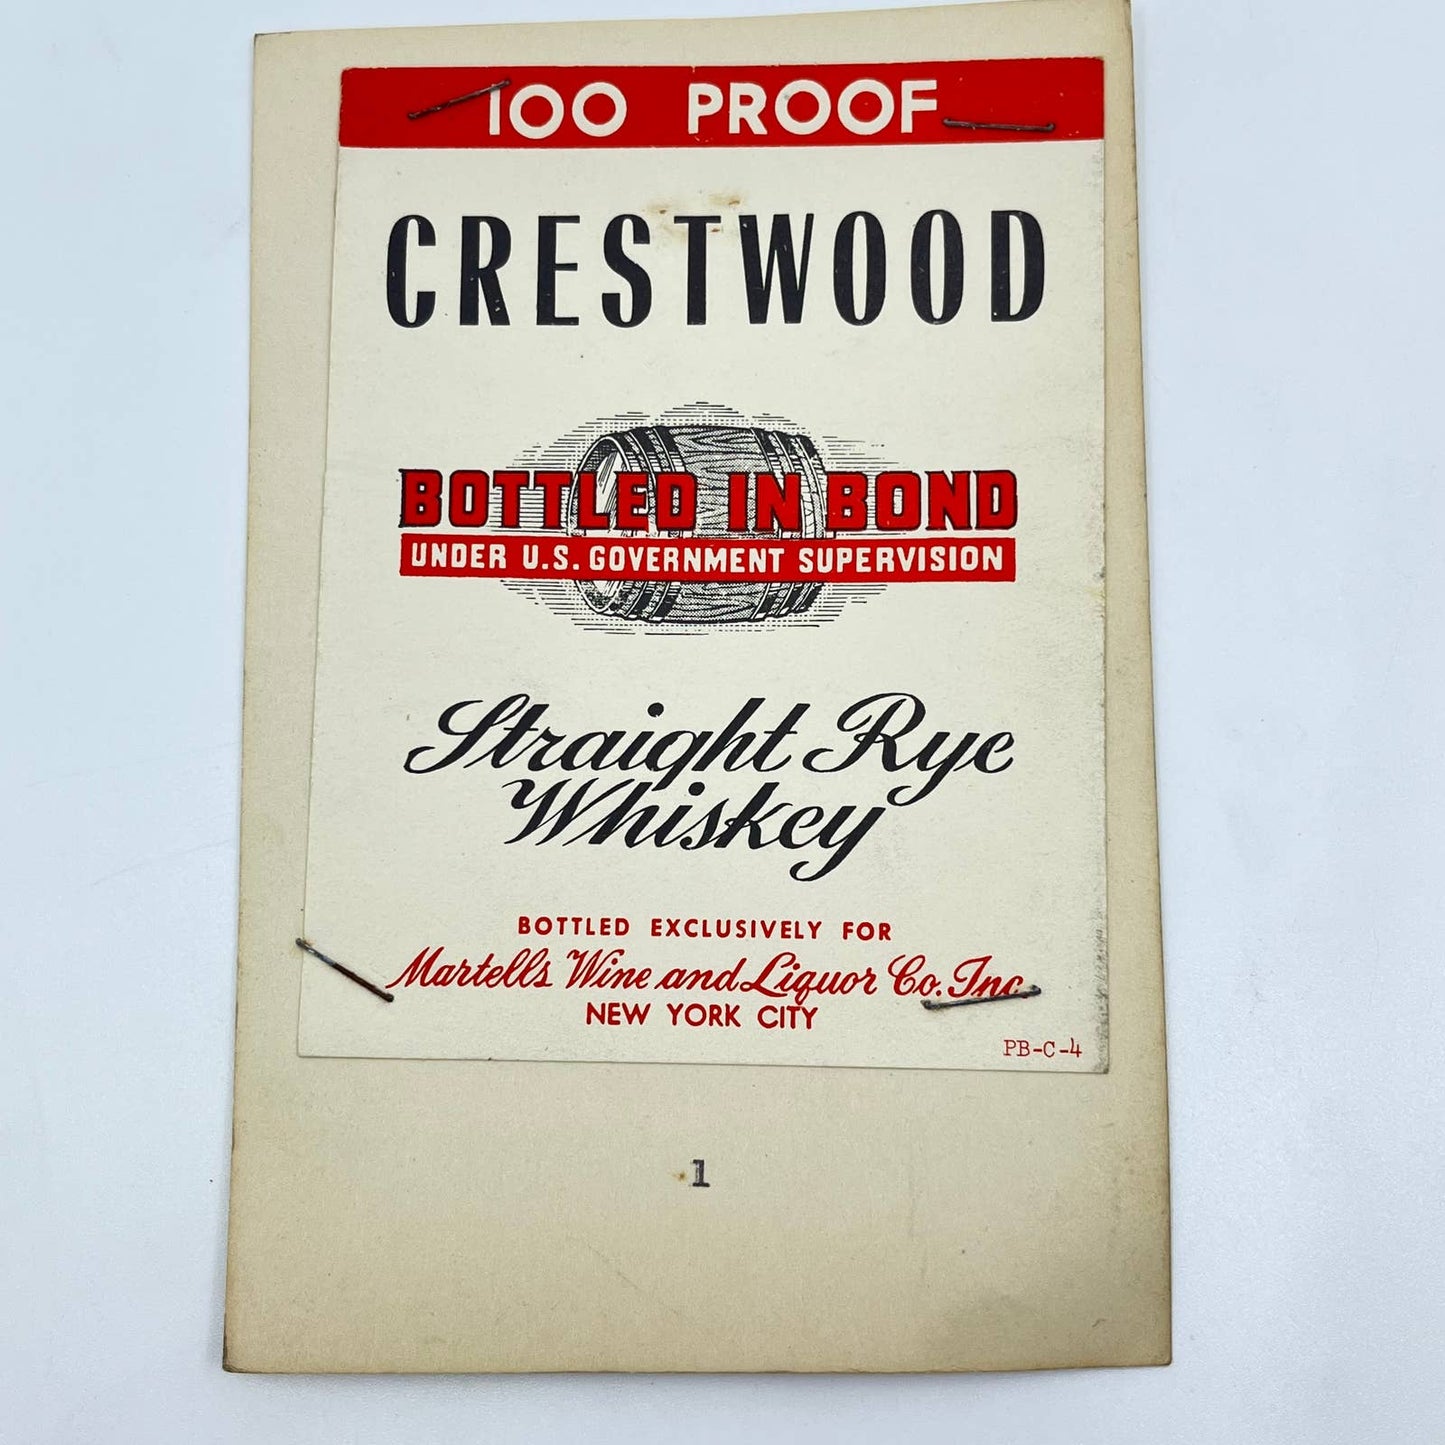 100 PROOF
CRESTWOOD
BOTTLED IN BOND
UNDER U.S. GOVERNMENT SUPERVISION
Straight Rye
Whiskey
BOTTLED EXCLUSIVELY FOR
Martells Wine and Liquor Co. Inc.
NEW YORK CITY
PB-C-4
1